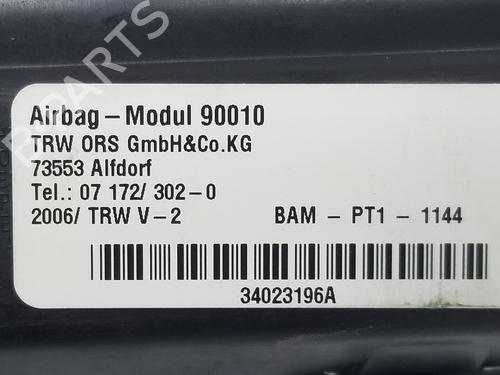 PARTS
Airbag – Modul 90010
TRW ORS GmbH&Co.KG
73553 Alfdorf
Tel.: 07 172/ 302 – 0
2006/ TRW V – 2 BAM – PT1 – 1144
34023196A